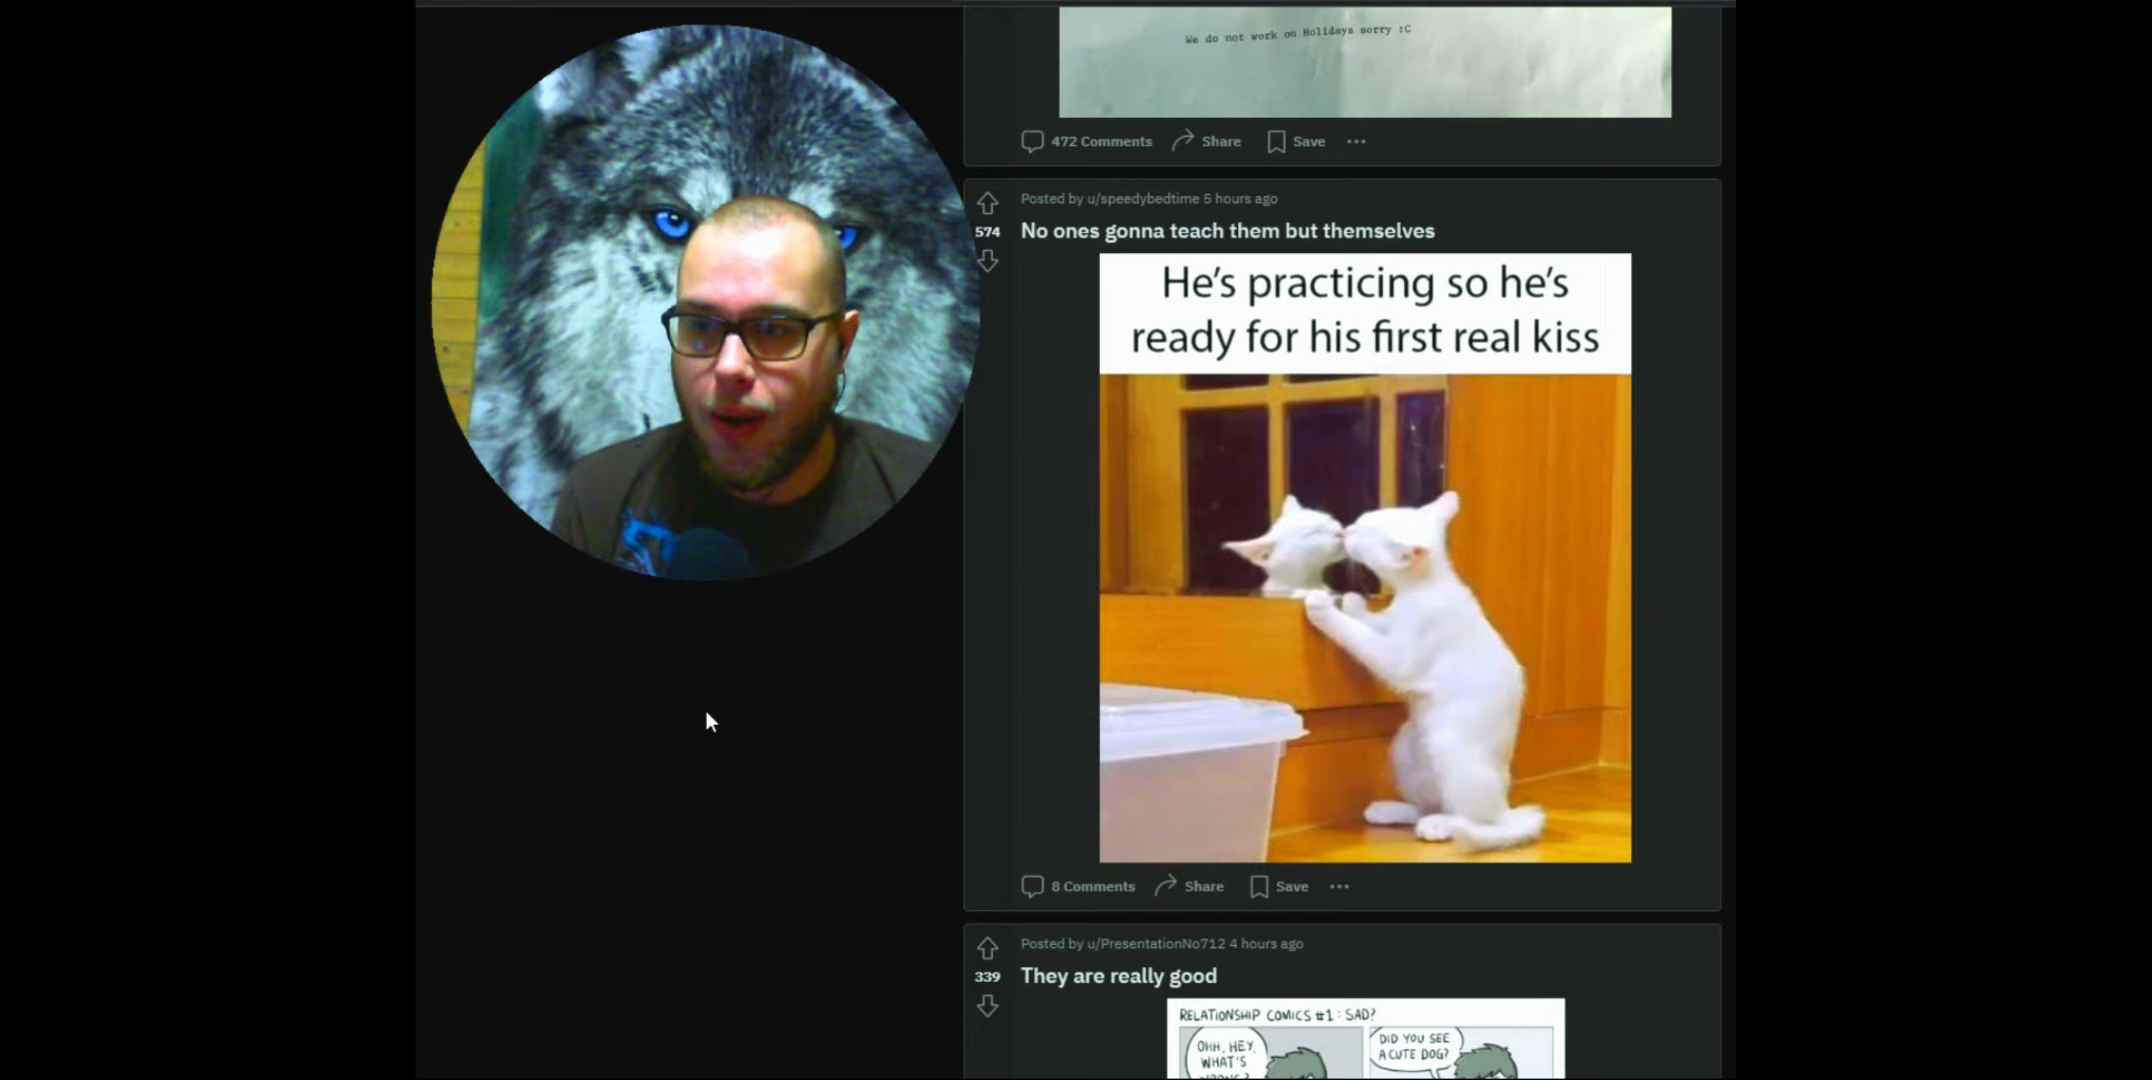 We do not work on Holidays sorry :C
472 Comments Share Save
Posted by u/speedybedtime 5 hours ago
574
No ones gonna teach them but themselves
He's practicing so he's
ready for his first real kiss
8 Comments Share Save
Posted by u/PresentationNo712 4 hours ago
339
They are really good
RELATIONSHIP COMICS #1 : SAD?
OHH, HEY,
WHAT'S
DID YOU SEE
A CUTE DOG?